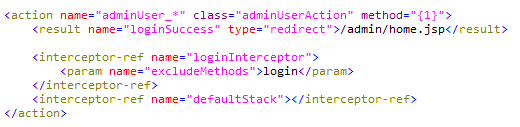 <action name="adminUser_*" class="adminUserAction" method="{1}">
<result name="loginSuccess" type="redirect">/admin/home.jsp</result>
<interceptor-ref name="loginInterceptor">
<param name="excludeMethods">login</param>
</interceptor-ref>
<interceptor-ref name="defaultStack"></interceptor-ref>
</action>